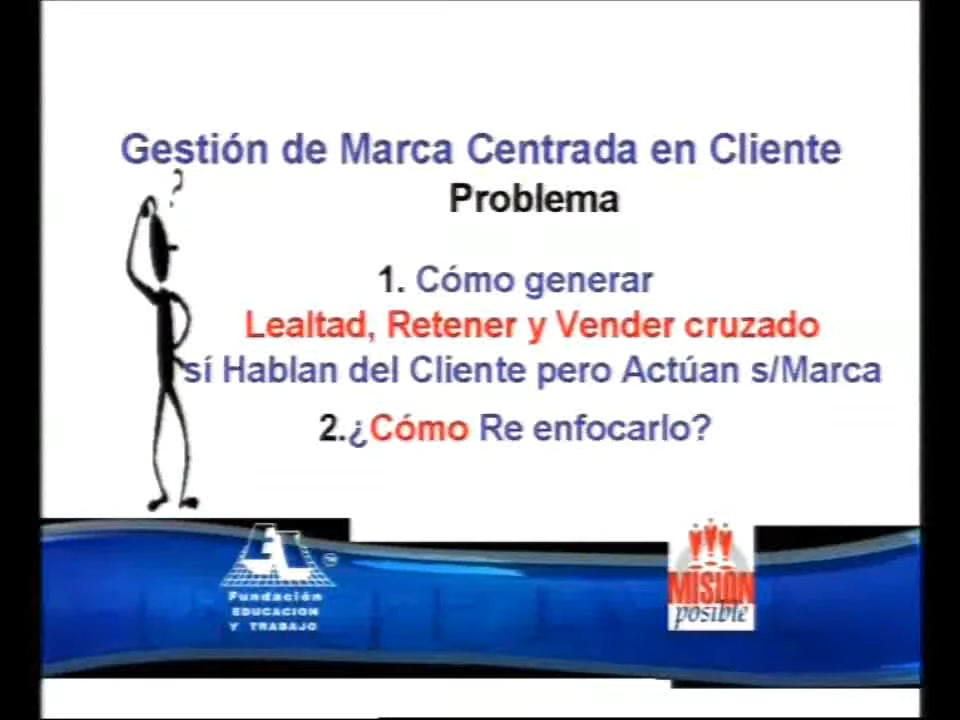 Gestión de Marca Centrada en Cliente
?
Problema
1. Cómo generar
Lealtad, Retener y Vender cruzado
sí Hablan del Cliente pero Actúan s/Marca
2.¿Cómo Re enfocarlo?
Fundación
EDUCACION
Y TRABAJO
MISIÓN
posible